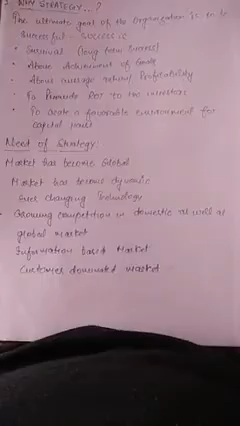 WHY STRATEGY..?
The ultimate goal of the Organization is to be
Successful Success is
• Survival (long term Success)
• Above Achievement of Goals
• Above average return/Profitability
• To Promote ROI to the investors
• To create a favorable environment for
capital
Need of Strategy:
Market has become Global
Market has become dynamic
Ever changing Technology
• Growing competition in domestic as well as
global market
Information based Market
Customer dominated market